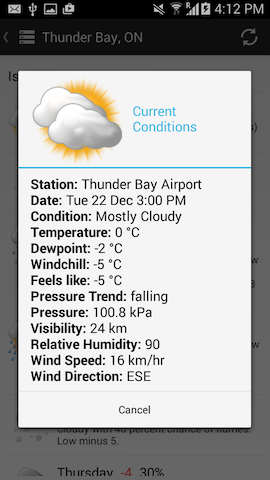 4:12 PM
Thunder Bay, ON
Current
Conditions
Station: Thunder Bay Airport
Date: Tue 22 Dec 3:00 PM
Condition: Mostly Cloudy
Temperature: 0 °C
Dewpoint: -2 °C
Windchill: -5 °C
Feels like: -5 °C
Pressure Trend: falling
Pressure: 100.8 kPa
Visibility: 24 km
Relative Humidity: 90
Wind Speed: 16 km/hr
Wind Direction: ESE
Cancel
Cloudy with 40 percent chance of flurries.
Low minus 5.
Thursday -4 30%